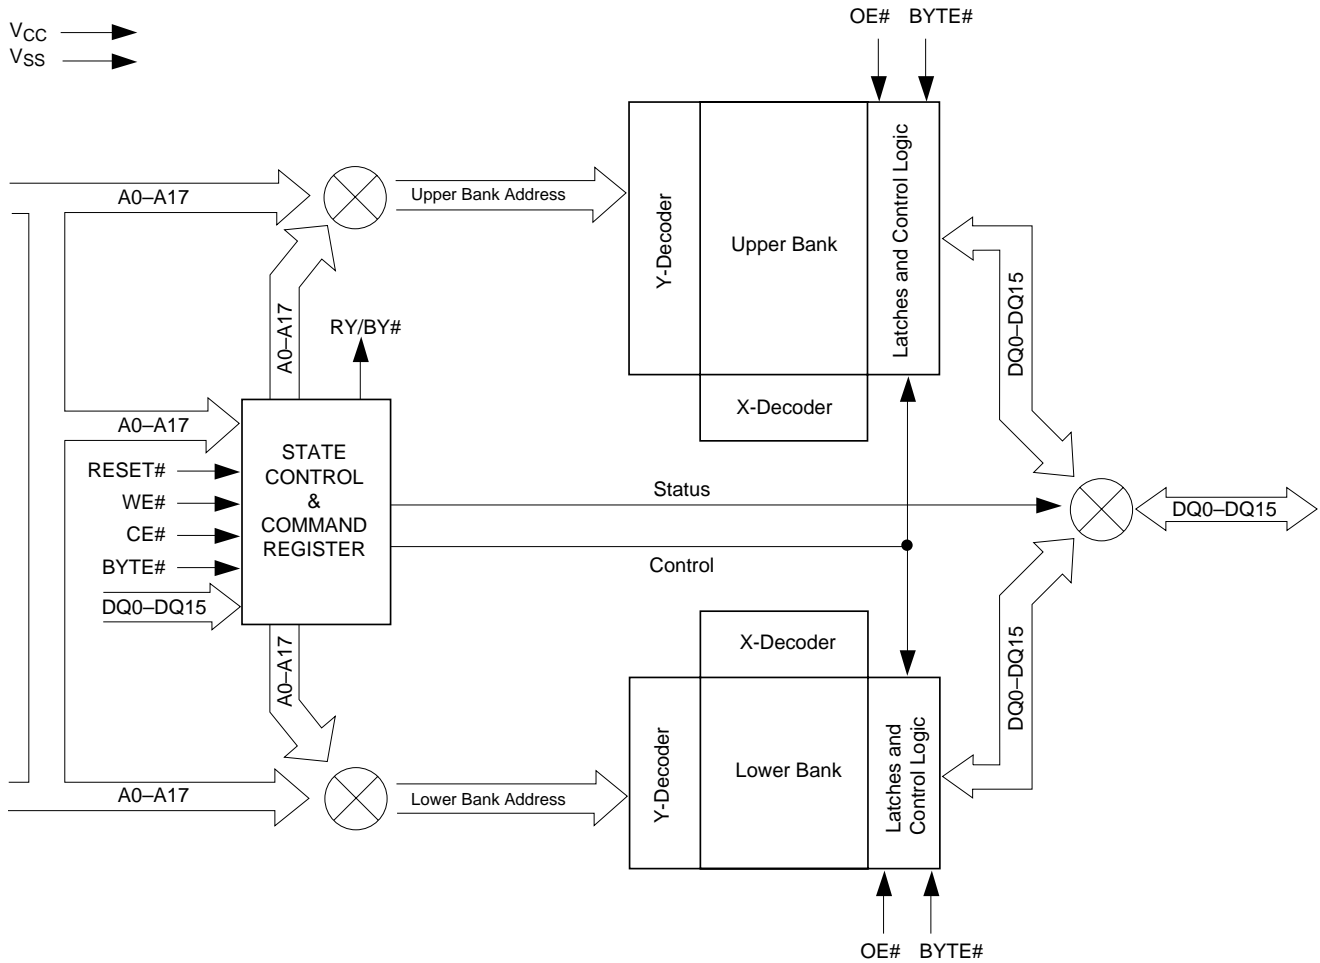 OE# BYTE#
VCC
VSS
A0–A17
Upper Bank Address
Y-Decoder
Upper Bank
Latches and Control Logic
DQ0–DQ15
A0–A17
RY/BY#
X-Decoder
A0–A17
RESET#
WE#
CE#
BYTE#
DQ0–DQ15
STATE
CONTROL
&
COMMAND
REGISTER
Status
Control
DQ0–DQ15
A0–A17
X-Decoder
DQ0–DQ15
A0–A17
Lower Bank Address
Y-Decoder
Lower Bank
Latches and
Control Logic
OE# BYTE#